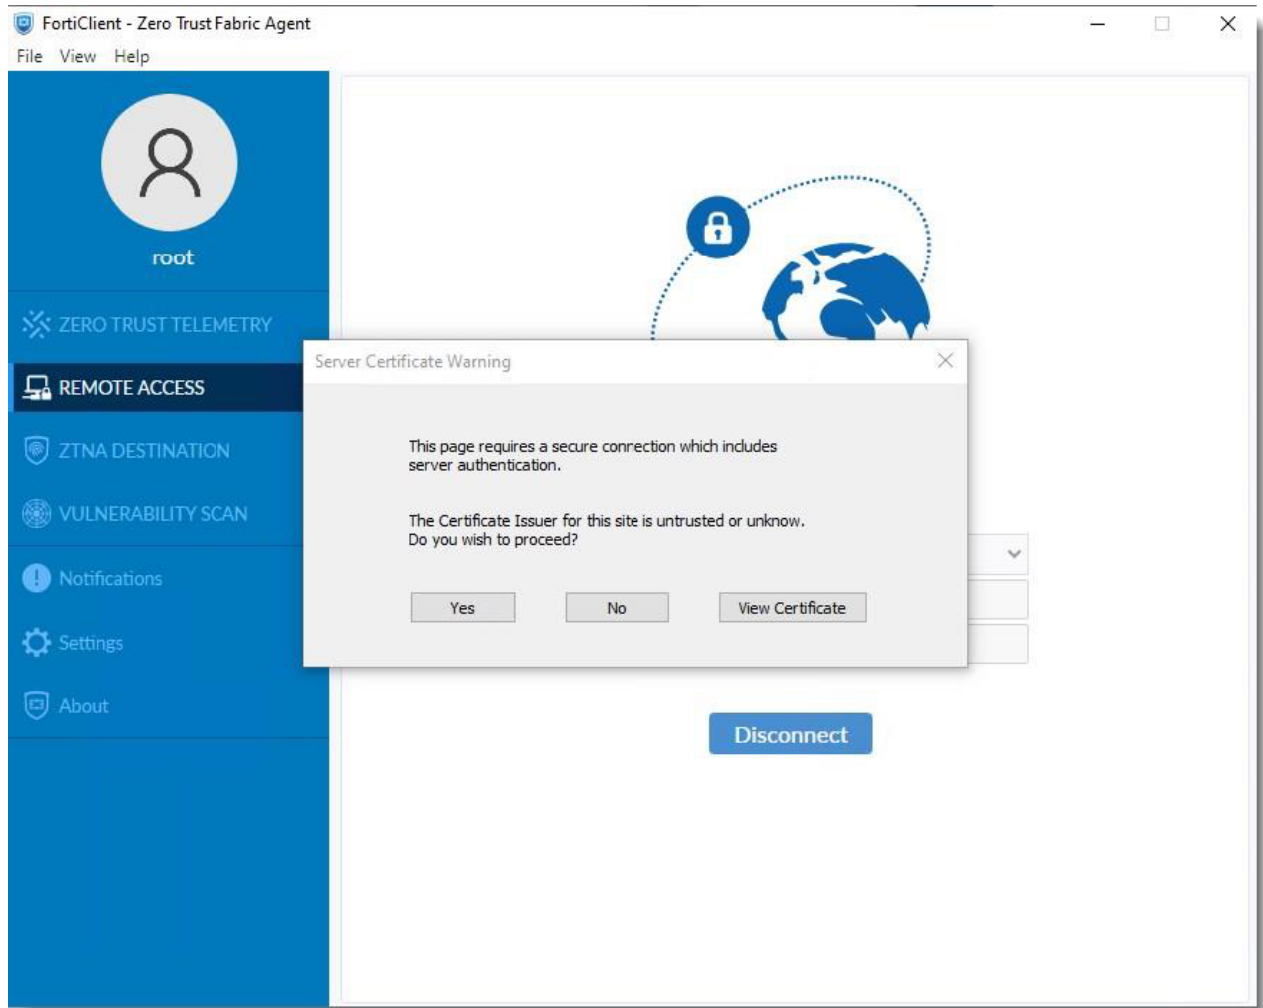 FortiClient - Zero Trust Fabric Agent
File View Help
root
ZERO TRUST TELEMETRY
REMOTE ACCESS
ZTNA DESTINATION
VULNERABILITY SCAN
Notifications
Settings
About
Server Certificate Warning
This page requires a secure connection which includes
server authentication.
The Certificate Issuer for this site is untrusted or unknow.
Do you wish to proceed?
Yes No View Certificate
Disconnect